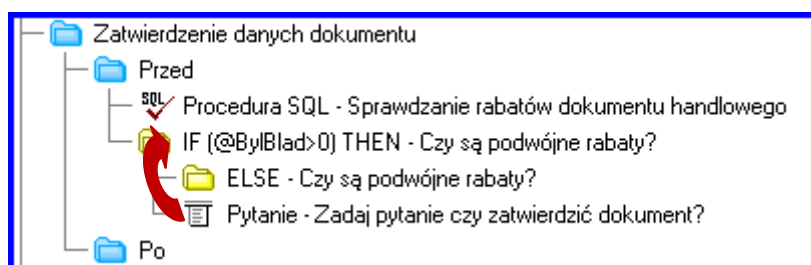 Zatwierdzenie danych dokumentu
Przed
SQL Procedura SQL - Sprawdzanie rabatów dokumentu handlowego
IF (@BylBlad>0) THEN - Czy są podwójne rabaty?
ELSE - Czy są podwójne rabaty?
Pytanie - Zadaj pytanie czy zatwierdzić dokument?
Po